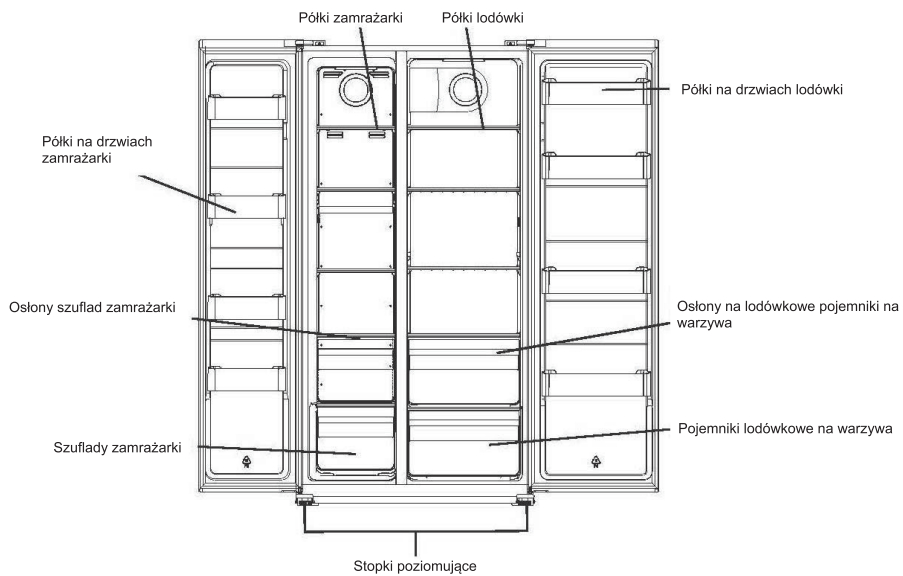 Półki zamrażarki
Półki lodówki
Półki na drzwiach lodówki
Półki na drzwiach
zamrażarki
Osłony szuflad zamrażarki
Osłony na lodówkowe pojemniki na
warzywa
Szuflady zamrażarki
Pojemniki lodówkowe na warzywa
Stopki poziomujące